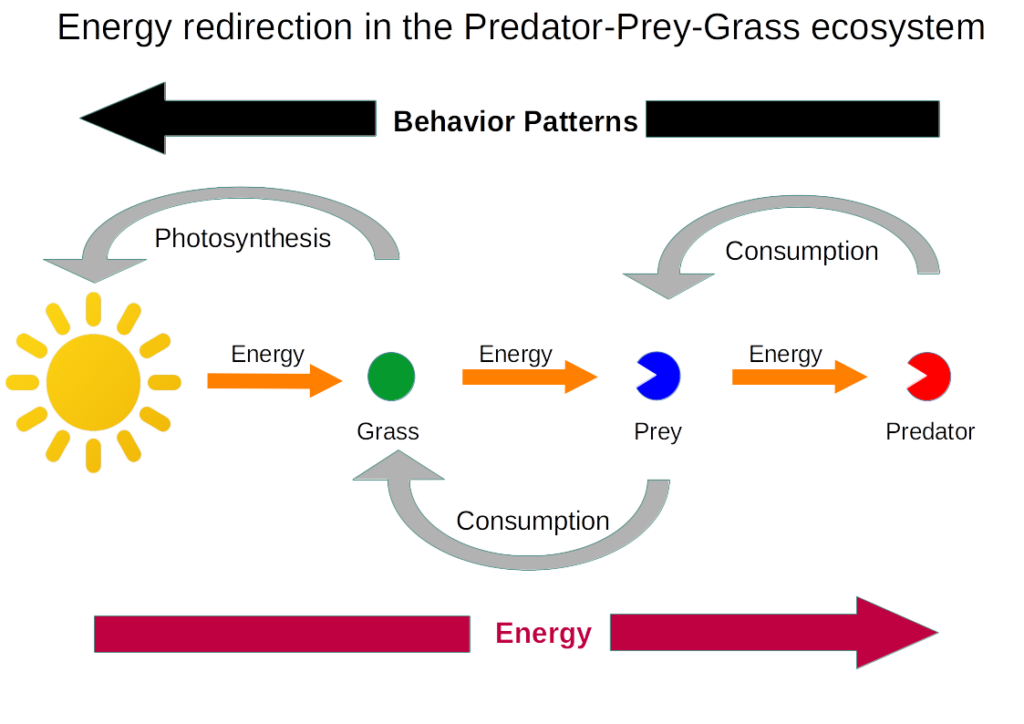 Energy redirection in the Predator-Prey-Grass ecosystem
Behavior Patterns
Photosynthesis
Consumption
Energy
Energy
Energy
Grass
Prey
Predator
Consumption
Energy